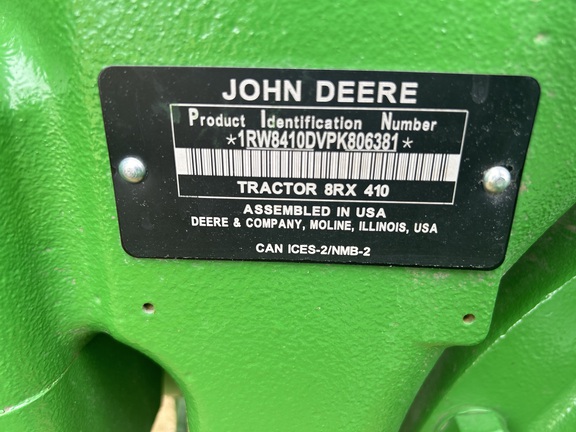 JOHN DEERE
Product Identification Number
*1RW8410DVPK806381*
TRACTOR 8RX 410
ASSEMBLED IN USA
DEERE & COMPANY, MOLINE, ILLINOIS, USA
CAN ICES-2/NMB-2